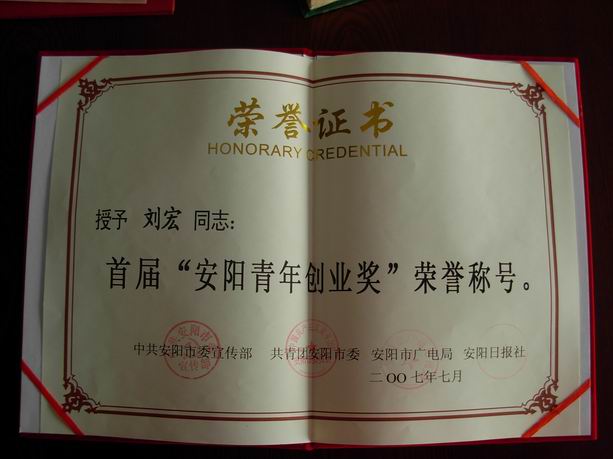 荣誉证书
HONORARY CREDENTIAL
授予 刘宏 同志:
首届“安阳青年创业奖”荣誉称号。
中共安阳市委宣传部 共青团安阳市委 安阳市广电局 安阳日报社
二OO七年七月